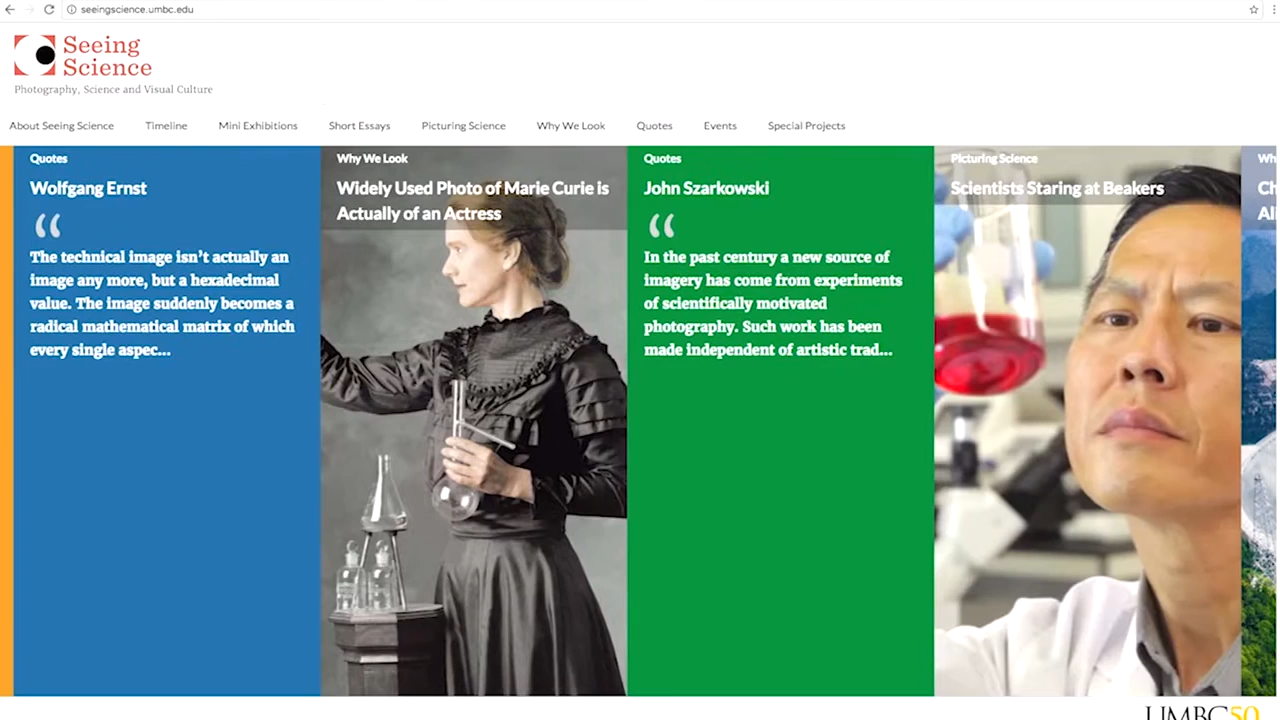 seeingscience.umbc.edu
Seeing
Science
Photography, Science and Visual Culture
About Seeing Science
Timeline
Mini Exhibitions
Short Essays
Picturing Science
Why We Look
Quotes
Events
Special Projects
Quotes
Wolfgang Ernst
“
The technical image isn’t actually an
image any more, but a hexadecimal
value. The image suddenly becomes a
radical mathematical matrix of which
every single aspec...
Why We Look
Widely Used Photo of Marie Curie is
Actually of an Actress
Quotes
John Szarkowski
“
In the past century a new source of
imagery has come from experiments
of scientifically motivated
photography. Such work has been
made independent of artistic trad...
Picturing Science
Scientists Staring at Beakers
Wh
Ch
Al
UMBC50